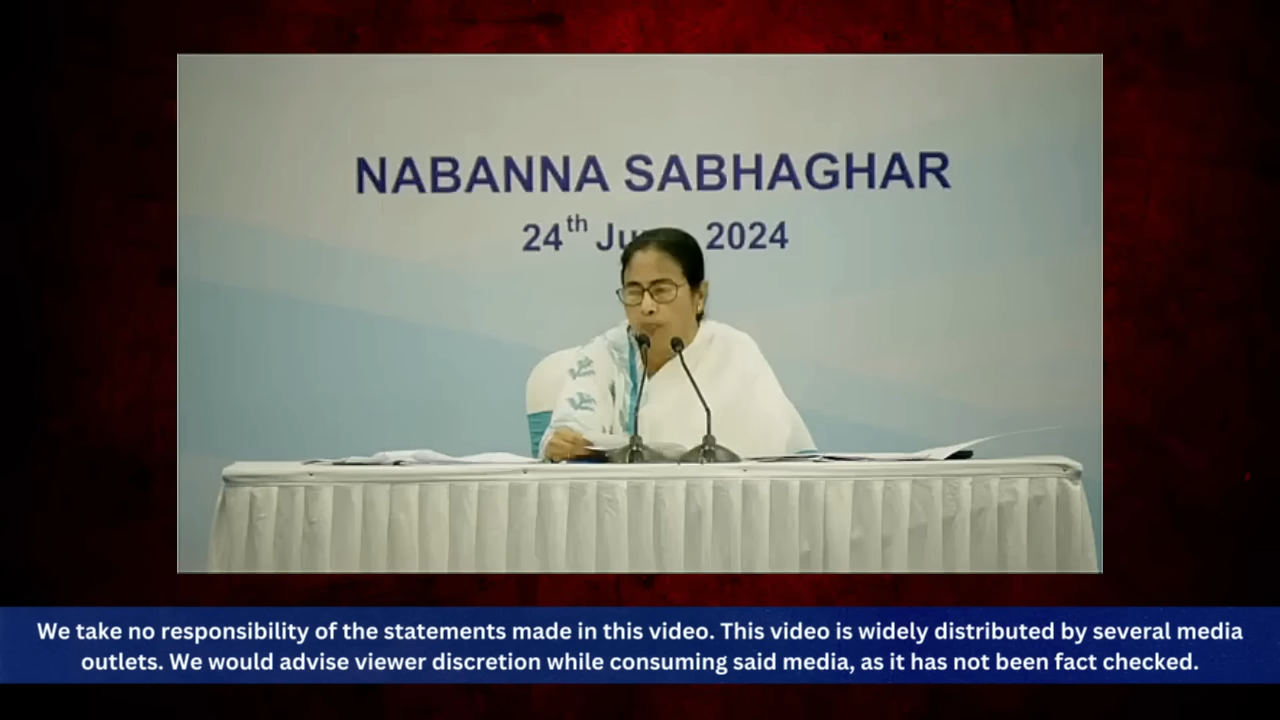 NABANNA SABHAGHAR
24th Ju 2024
We take no responsibility of the statements made in this video. This video is widely distributed by several media
outlets. We would advise viewer discretion while consuming said media, as it has not been fact checked.